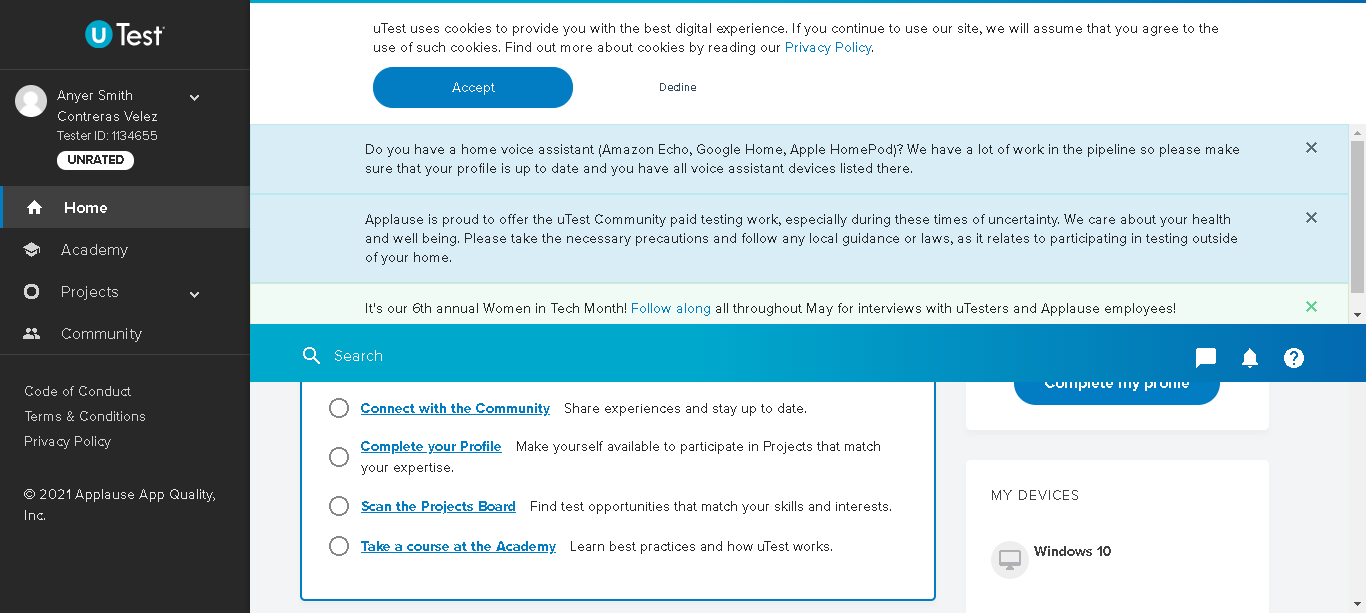 uTest
Anyer Smith
Contreras Velez
Tester ID: 1134655
UNRATED
Home
Academy
Projects
Community
Code of Conduct
Terms & Conditions
Privacy Policy
© 2021 Applause App Quality,
Inc.
uTest uses cookies to provide you with the best digital experience. If you continue to use our site, we will assume that you agree to the
use of such cookies. Find out more about cookies by reading our Privacy Policy.
Accept
Decline
Do you have a home voice assistant (Amazon Echo, Google Home, Apple HomePod)? We have a lot of work in the pipeline so please make
sure that your profile is up to date and you have all voice assistant devices listed there.
Applause is proud to offer the uTest Community paid testing work, especially during these times of uncertainty. We care about your health
and well being. Please take the necessary precautions and follow any local guidance or laws, as it relates to participating in testing outside
of your home.
It's our 6th annual Women in Tech Month! Follow along all throughout May for interviews with uTesters and Applause employees!
Search
Connect with the Community Share experiences and stay up to date.
Complete your Profile Make yourself available to participate in Projects that match
your expertise.
Scan the Projects Board Find test opportunities that match your skills and interests.
Take a course at the Academy Learn best practices and how uTest works.
Complete my profile
MY DEVICES
Windows 10